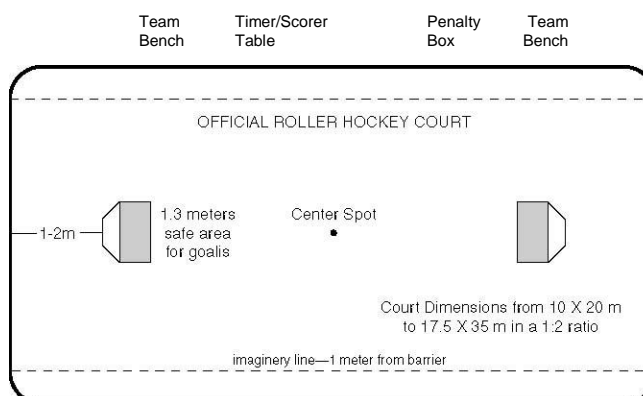 Team Bench
Timer/Scorer Table
Penalty Box
Team Bench
OFFICIAL ROLLER HOCKEY COURT
1-2m
1.3 meters
safe area
for goalis
Center Spot
Court Dimensions from 10 X 20 m
to 17.5 X 35 m in a 1:2 ratio
imaginery line—1 meter from barrier